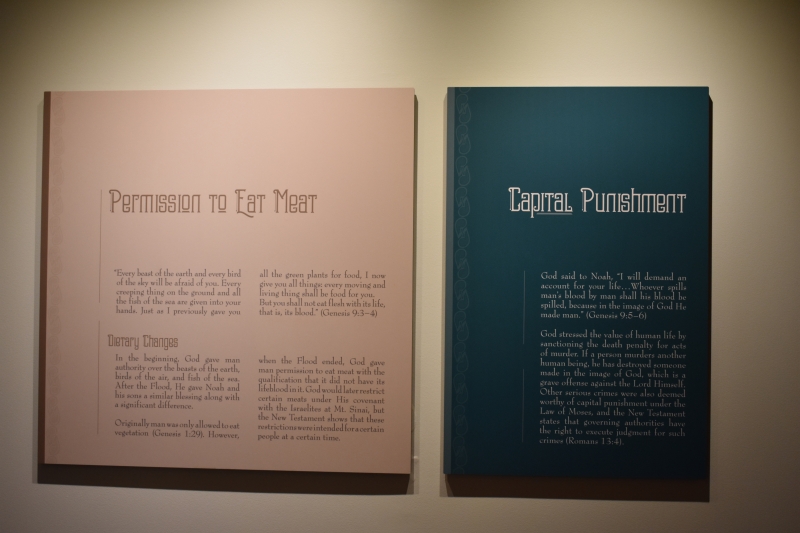 Permission to Eat Meat
"Every beast of the earth and every bird
of the sky will be afraid of you. Every
creeping thing on the ground and all
the fish of the sea are given into your
hands. Just as I previously gave you
all the green plants for food, I now
give you all things: every moving and
living thing shall be food for you.
But you shall not eat flesh with its life,
that is, its blood." (Genesis 9:3–4)
Dietary Changes
In the beginning, God gave man
authority over the beasts of the earth,
birds of the air, and fish of the sea.
After the Flood, He gave Noah and
his sons a similar blessing along with
a significant difference.
Originally man was only allowed to eat
vegetation (Genesis 1:29). However,
when the Flood ended, God gave
man permission to eat meat with the
qualification that it did not have its
lifeblood in it. God would later restrict
certain meats under His covenant
with the Israelites at Mt. Sinai, but
the New Testament shows that these
restrictions were intended for a certain
people at a certain time.
Capital Punishment
God said to Noah, "I will demand an
account for your life…Whoever spills
man's blood by man shall his blood be
spilled, because in the image of God He
made man." (Genesis 9:5–6)
God stressed the value of human life by
sanctioning the death penalty for acts
of murder. If a person murders another
human being, he has destroyed someone
made in the image of God, which is a
grave offense against the Lord Himself.
Other serious crimes were also deemed
worthy of capital punishment under the
Law of Moses, and the New Testament
states that governing authorities have
the right to execute judgment for such
crimes (Romans 13:4).